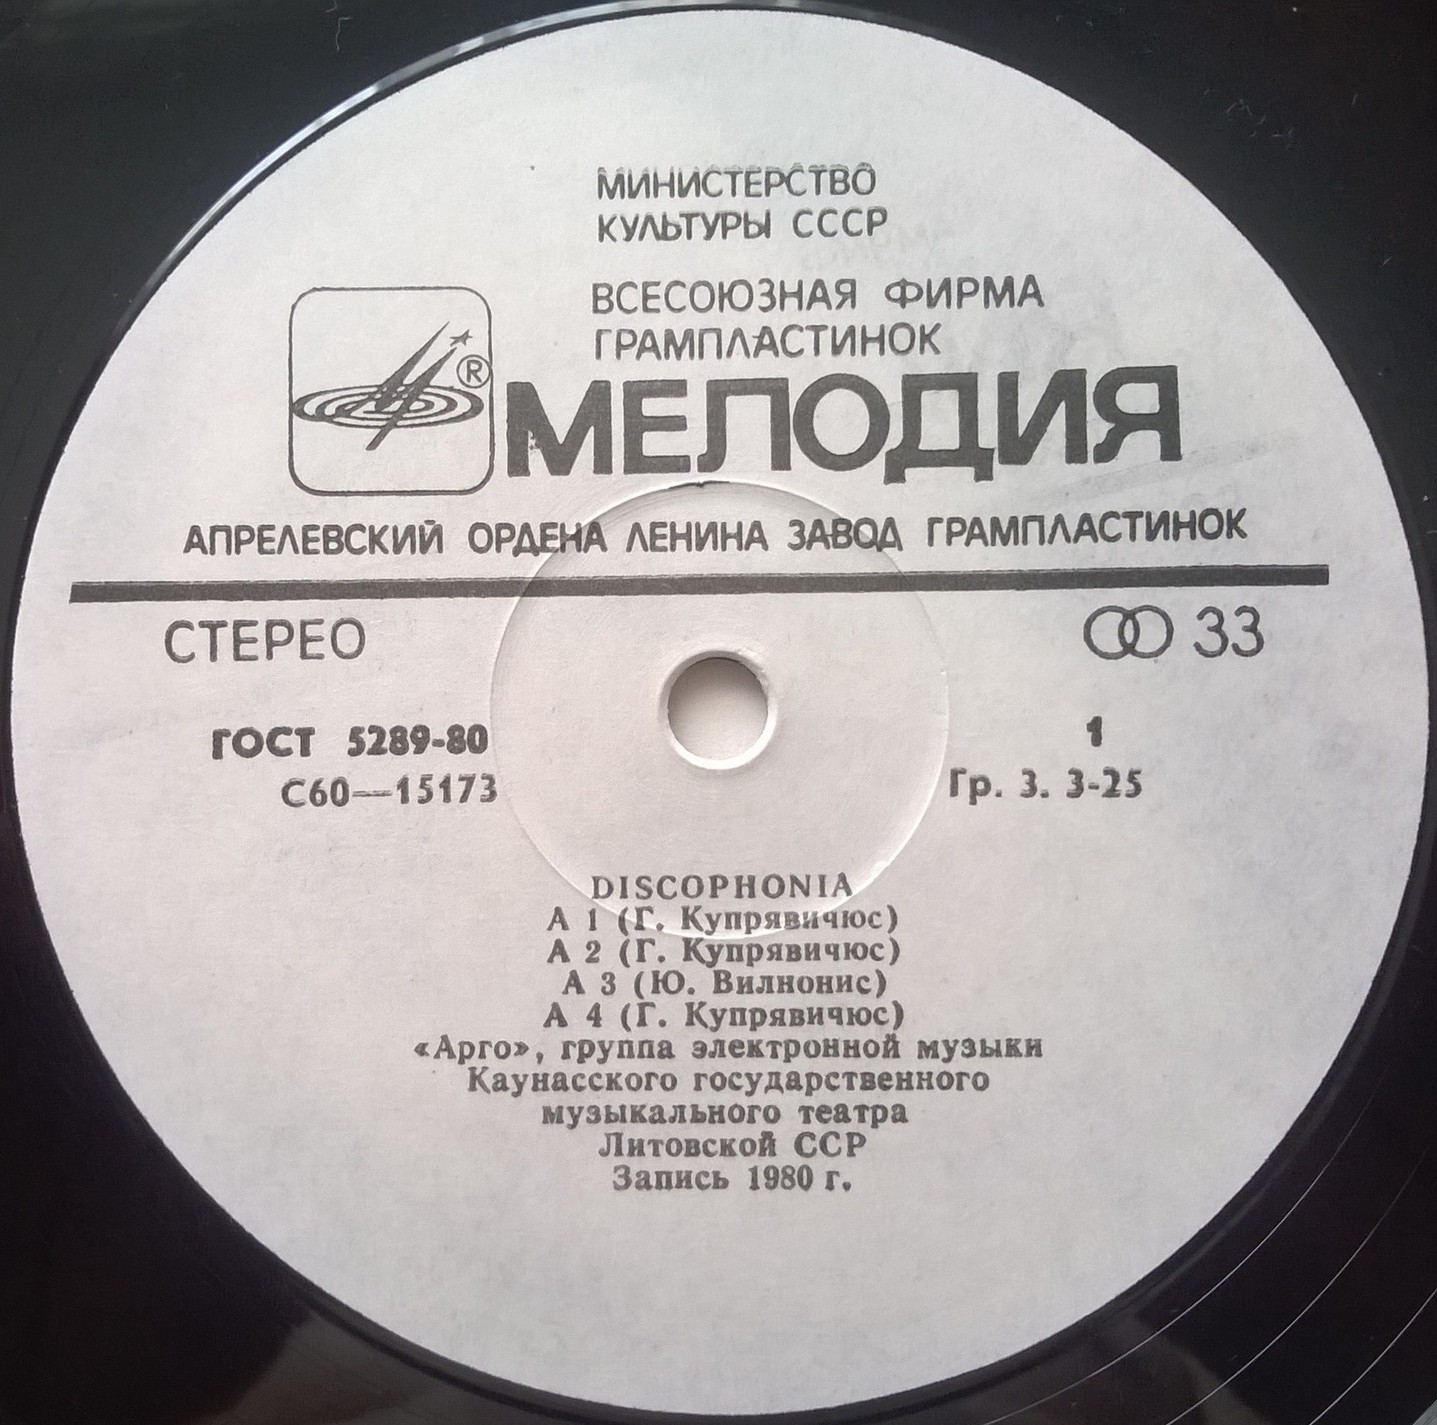 МИНИСТЕРСТВО
КУЛЬТУРЫ СССР
ВСЕСОЮЗНАЯ ФИРМА
ГРАМПЛАСТИНОК
® МЕЛОДИЯ
АПРЕЛЕВСКИЙ ОРДЕНА ЛЕНИНА ЗАВОД ГРАМПЛАСТИНОК
СТЕРЕО
33
ГОСТ 5289-80
С60—15173
1
Гр. 3. 3-25
DISCOPHONIA
А 1 (Г. Купрявичюс)
А 2 (Г. Купрявичюс)
А 3 (Ю. Вилнонис)
А 4 (Г. Купрявичюс)
«Арго», группа электронной музыки
Каунасского государственного
музыкального театра
Литовской ССР
Запись 1980 г.